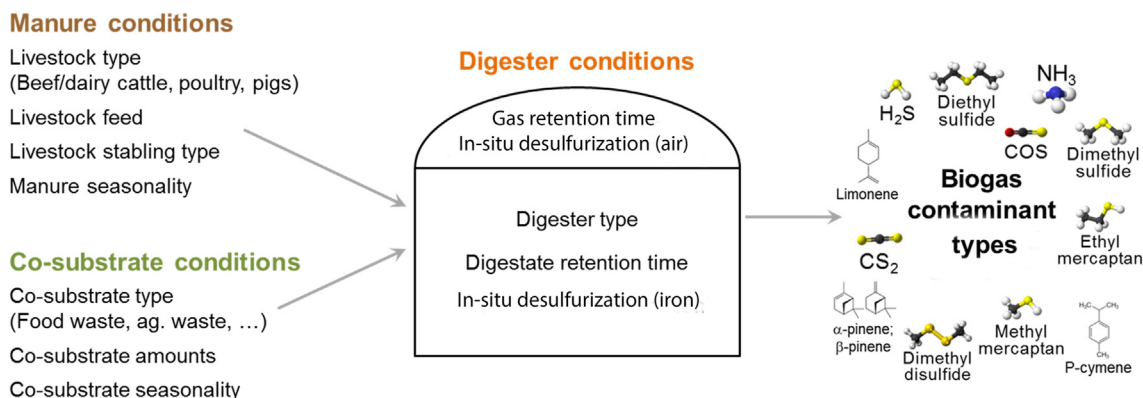 Manure conditions
Livestock type
(Beef/dairy cattle, poultry, pigs)
Livestock feed
Livestock stabling type
Manure seasonality
Co-substrate conditions
Co-substrate type
(Food waste, ag. waste, …)
Co-substrate amounts
Co-substrate seasonality
Digester conditions
Gas retention time
In-situ desulfurization (air)
Digester type
Digestate retention time
In-situ desulfurization (iron)
H2S
Diethyl
sulfide
NH3
COS
Dimethyl
sulfide
Limonene
Biogas
contaminant
types
Ethyl
mercaptan
CS2
α-pinene;
β-pinene
Dimethyl
disulfide
Methyl
mercaptan
H3C
CH3
CH3
P-cymene